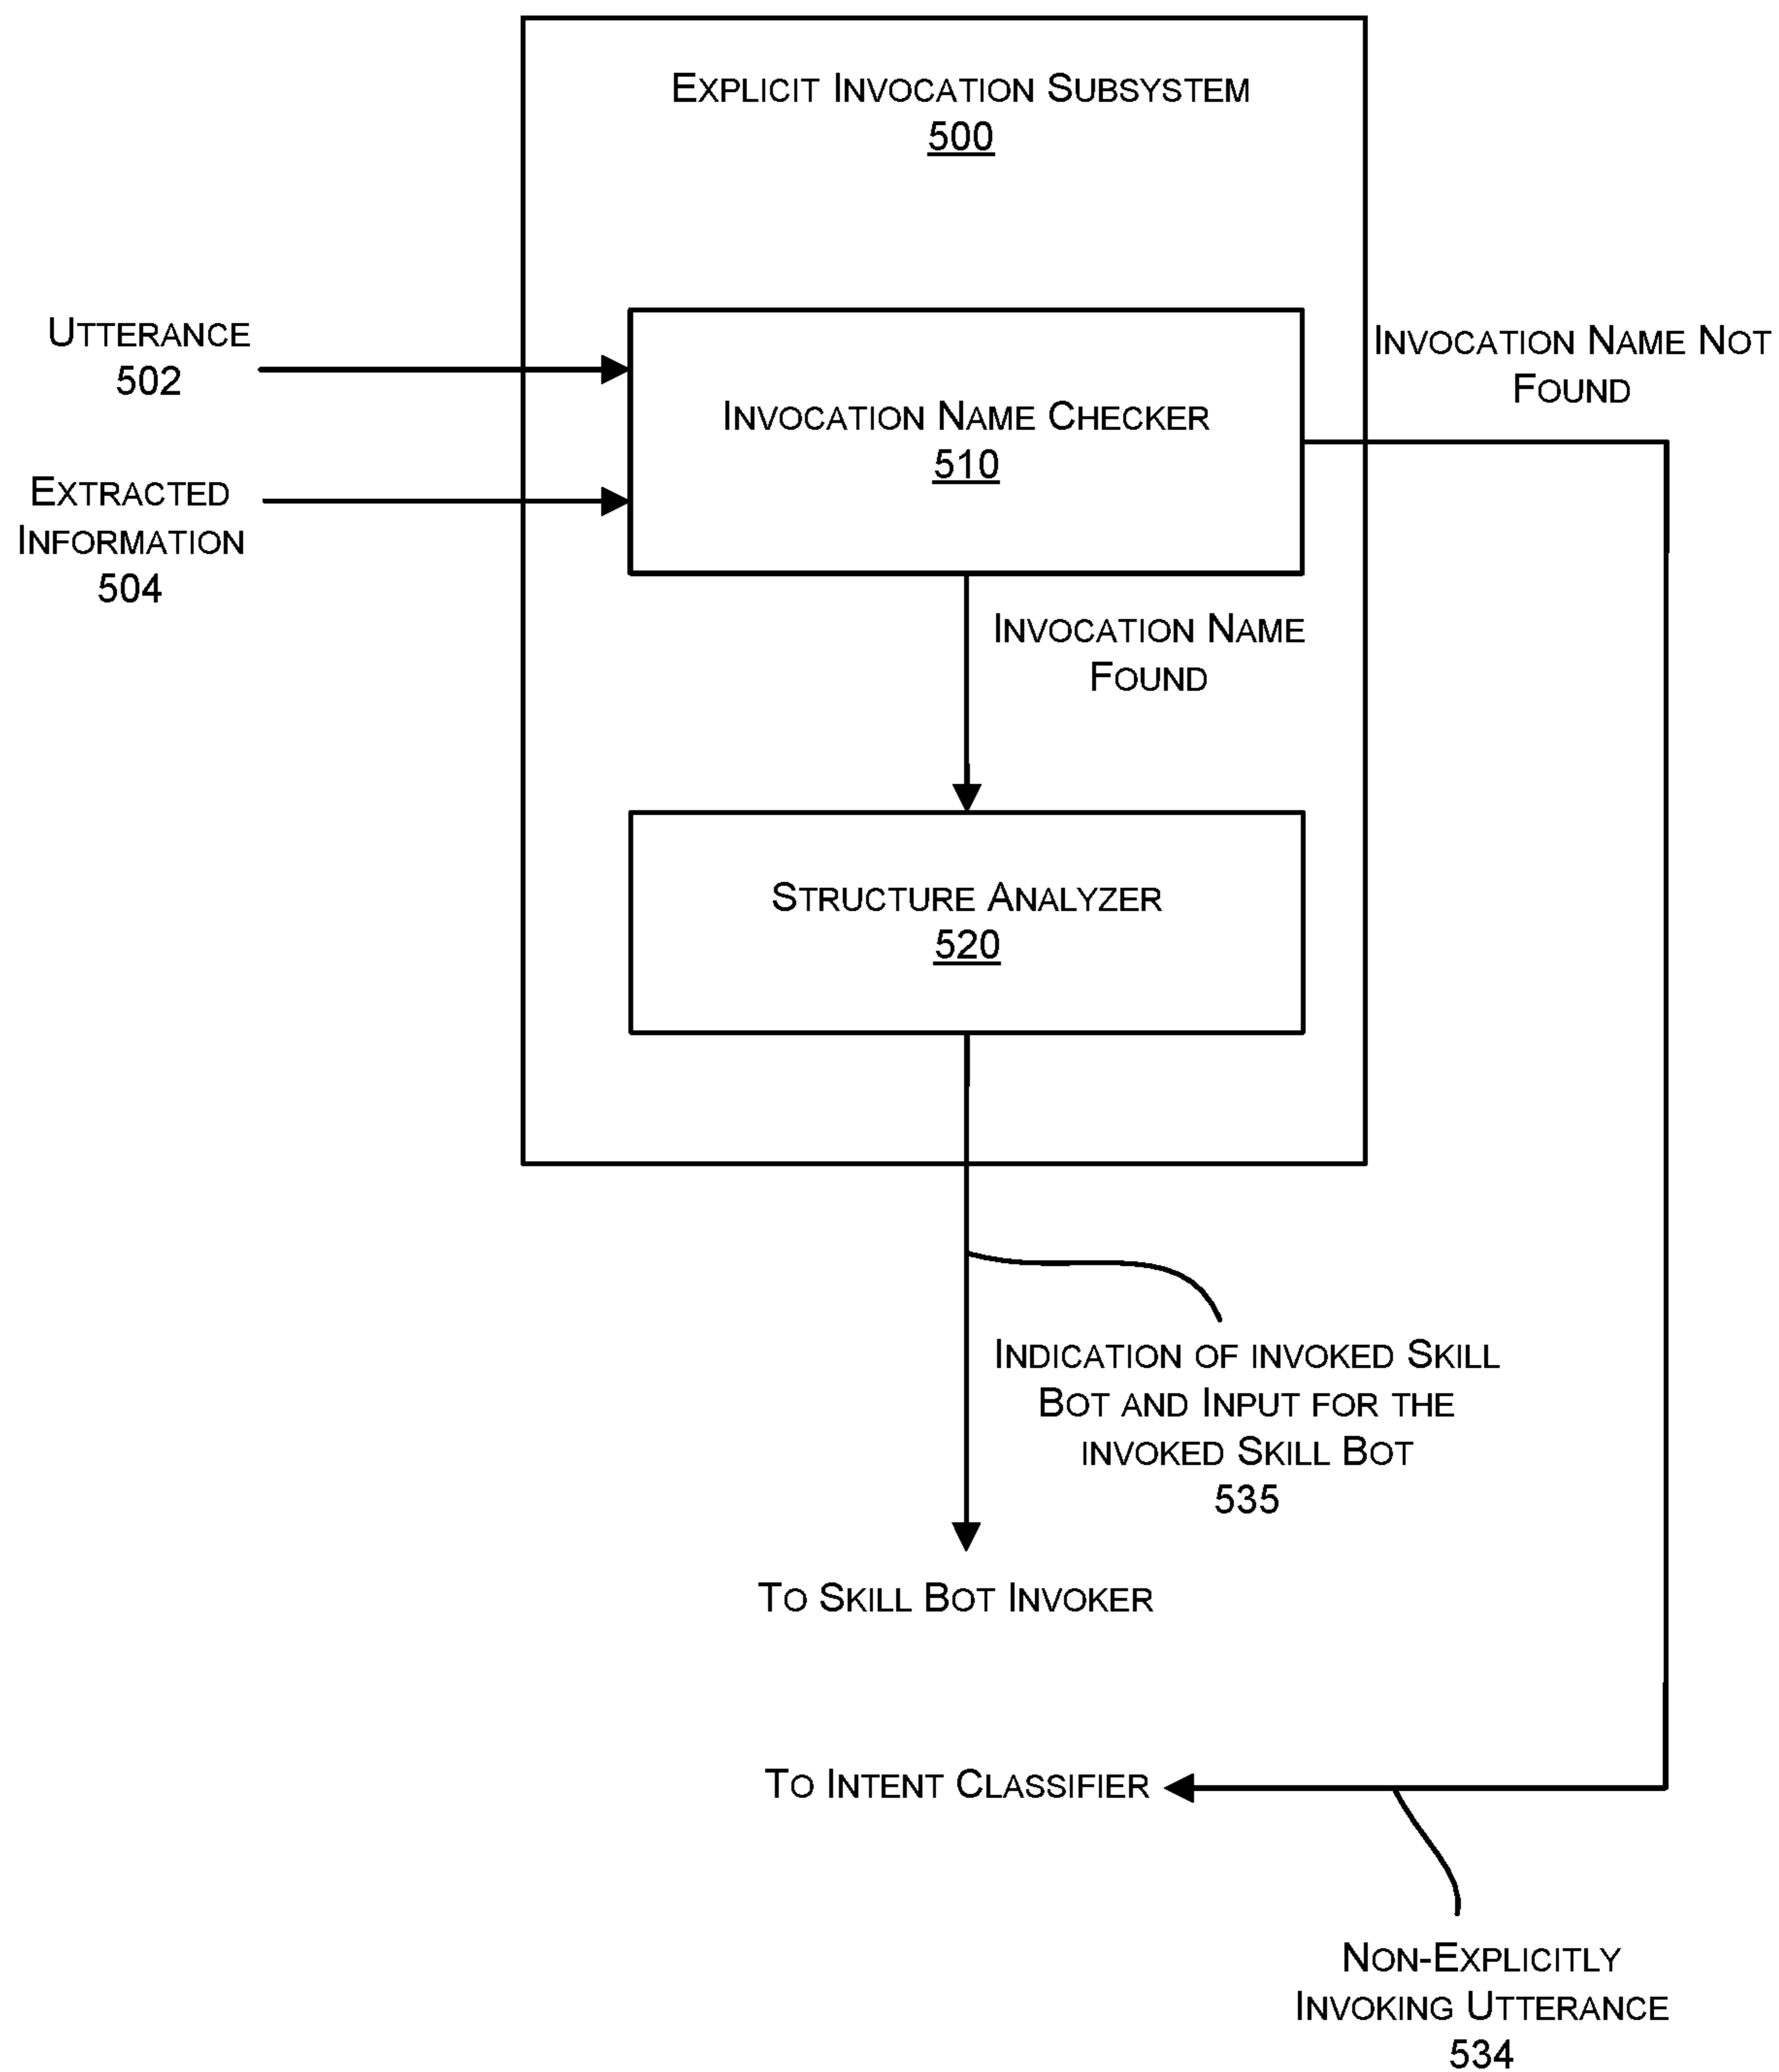 EXPLICIT INVOCATION SUBSYSTEM
500
UTTERANCE
502
EXTRACTED
INFORMATION
504
INVOCATION NAME CHECKER
510
INVOCATION NAME NOT
FOUND
INVOCATION NAME
FOUND
STRUCTURE ANALYZER
520
INDICATION OF INVOKED SKILL
BOT AND INPUT FOR THE
INVOKED SKILL BOT
535
TO SKILL BOT INVOKER
TO INTENT CLASSIFIER
NON-EXPLICITLY
INVOKING UTTERANCE
534